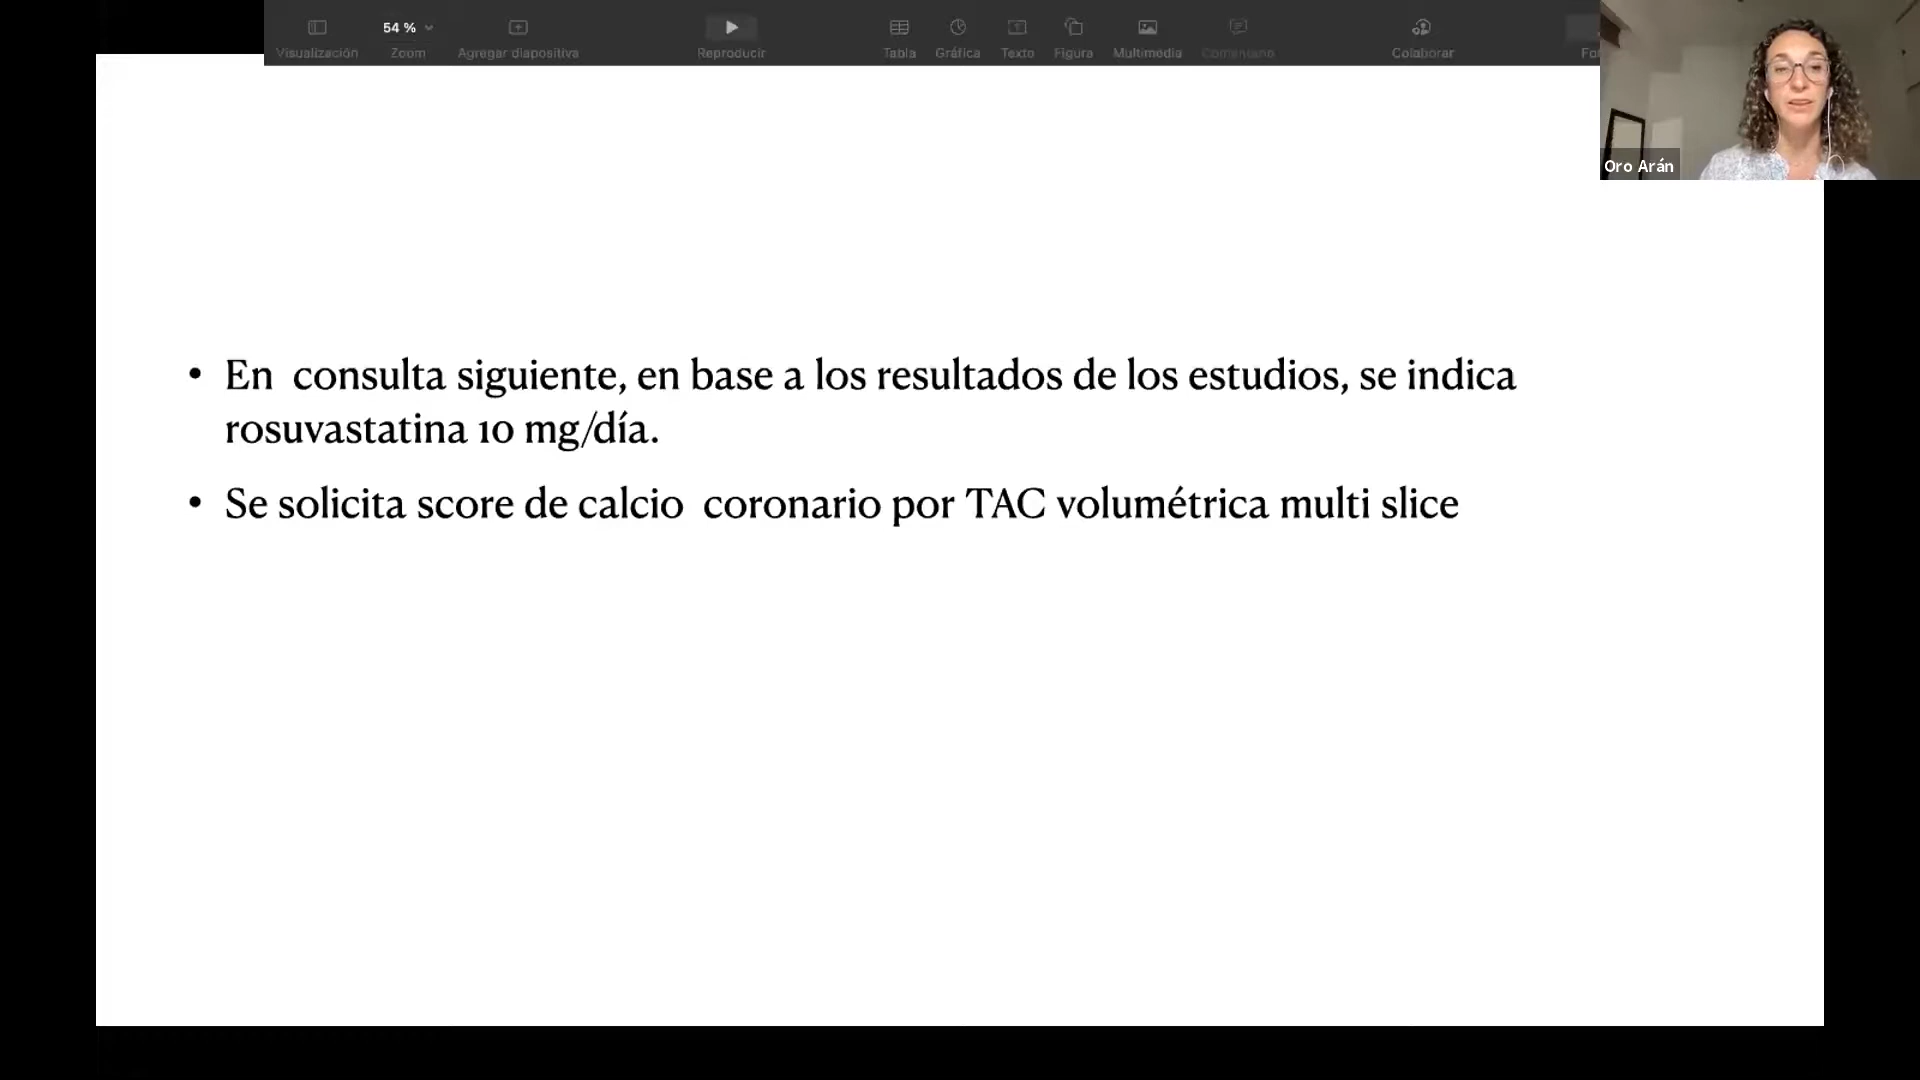 54 %
Visualización Zoom Agregar diapositiva Reproducir Tabla Gráfica Texto Figura Multimedia Comentario Colaborar
Oro Arán
• En consulta siguiente, en base a los resultados de los estudios, se indica
rosuvastatina 10 mg/día.
• Se solicita score de calcio coronario por TAC volumétrica multi slice